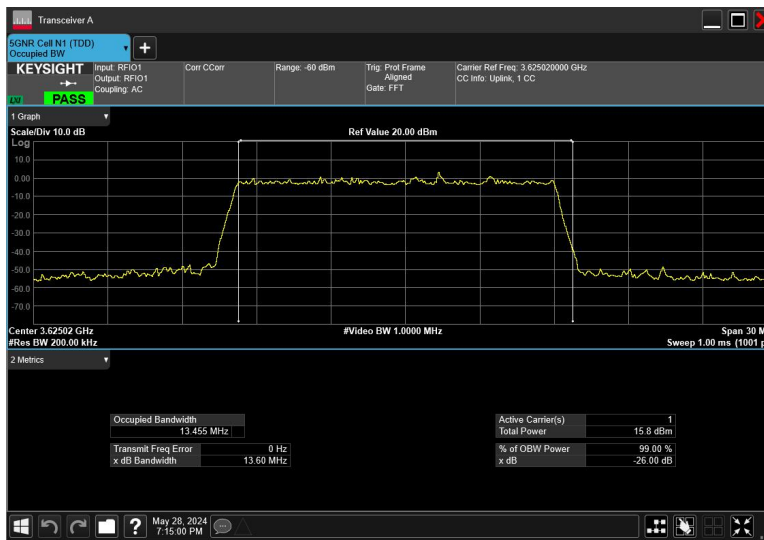 Transceiver A
5GNR Cell N1 (TDD)
Occupied BW
+
KEYSIGHT
LXI
PASS
Input: RFIO1
Output: RFIO1
Coupling: AC
Corr CCorr
Range: -60 dBm
Trig: Prot Frame
Aligned
Gate: FFT
Carrier Ref Freq: 3.625020000 GHz
CC Info: Uplink, 1 CC
1 Graph
Scale/Div 10.0 dB
Ref Value 20.00 dBm
Log
10.0
0.00
-10.0
-20.0
-30.0
-40.0
-50.0
-60.0
-70.0
Center 3.62502 GHz
#Video BW 1.0000 MHz
Span 30 M
#Res BW 200.00 kHz
Sweep 1.00 ms (1001 p
2 Metrics
Occupied Bandwidth
13.455 MHz
Transmit Freq Error 0 Hz
x dB Bandwidth 13.60 MHz
Active Carrier(s) 1
Total Power 15.8 dBm
% of OBW Power 99.00 %
x dB -26.00 dB
?
May 28, 2024
7:15:00 PM